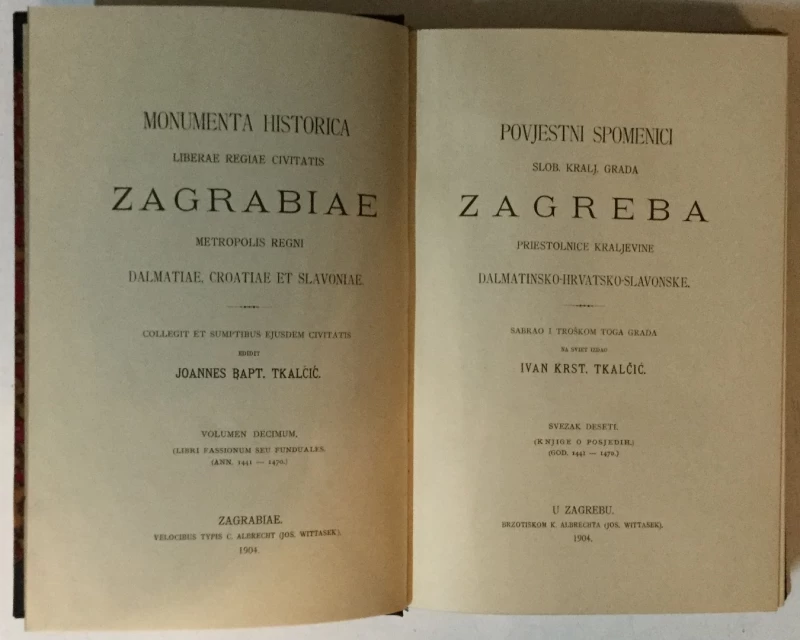 MONUMENTA HISTORICA
LIBERAE REGIAE CIVITATIS
ZAGRABIAE
METROPOLIS REGNI
DALMATIAE, CROATIAE ET SLAVONIAE.
COLLEGIT ET SUMPTIBUS EJUSDEM CIVITATIS
EDIDIT
JOANNES BAPT. TKALČIĆ.
VOLUMEN DECIMUM.
(LIBRI FASSIONUM SEU FUNDUALES.
(ANN. 1441 — 1470.)
ZAGRABIAE.
VELOCIBUS TYPIS C. ALBRECHT (JOS. WITTASEK).
1904.
POVJESTNI SPOMENICI
SLOB. KRALJ. GRADA
ZAGREBA
PRIESTOLNICE KRALJEVINE
DALMATINSKO-HRVATSKO-SLAVONSKE.
SABRAO I TROŠKOM TOGA GRADA
NA SVIET IZDAO
IVAN KRST. TKALČIĆ.
SVEZAK DESETI.
(KNJIGE O POSJEDIH.)
(GOD. 1441 — 1470.)
U ZAGREBU.
BRZOTISKOM K. ALBRECHTA (JOS. WITTASEK).
1904.